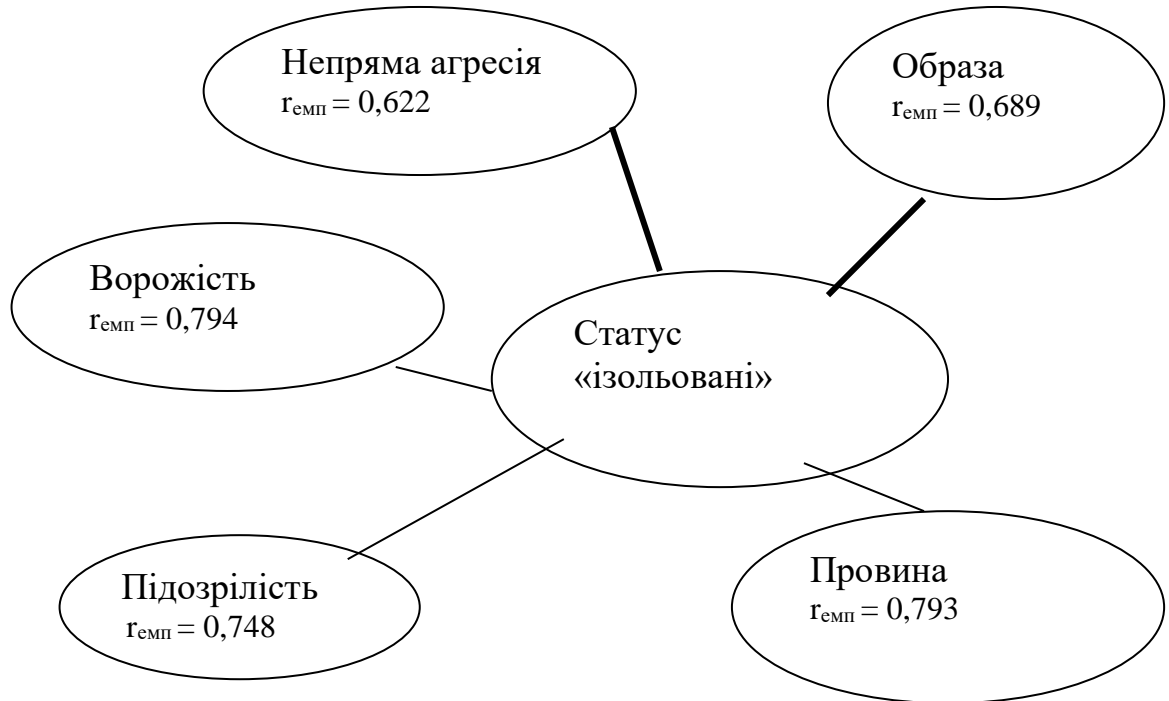 Непряма агресія
rемп = 0,622
Образа
rемп = 0,689
Ворожість
rемп = 0,794
Статус
«ізольовані»
Підозрілість
rемп = 0,748
Провина
rемп = 0,793